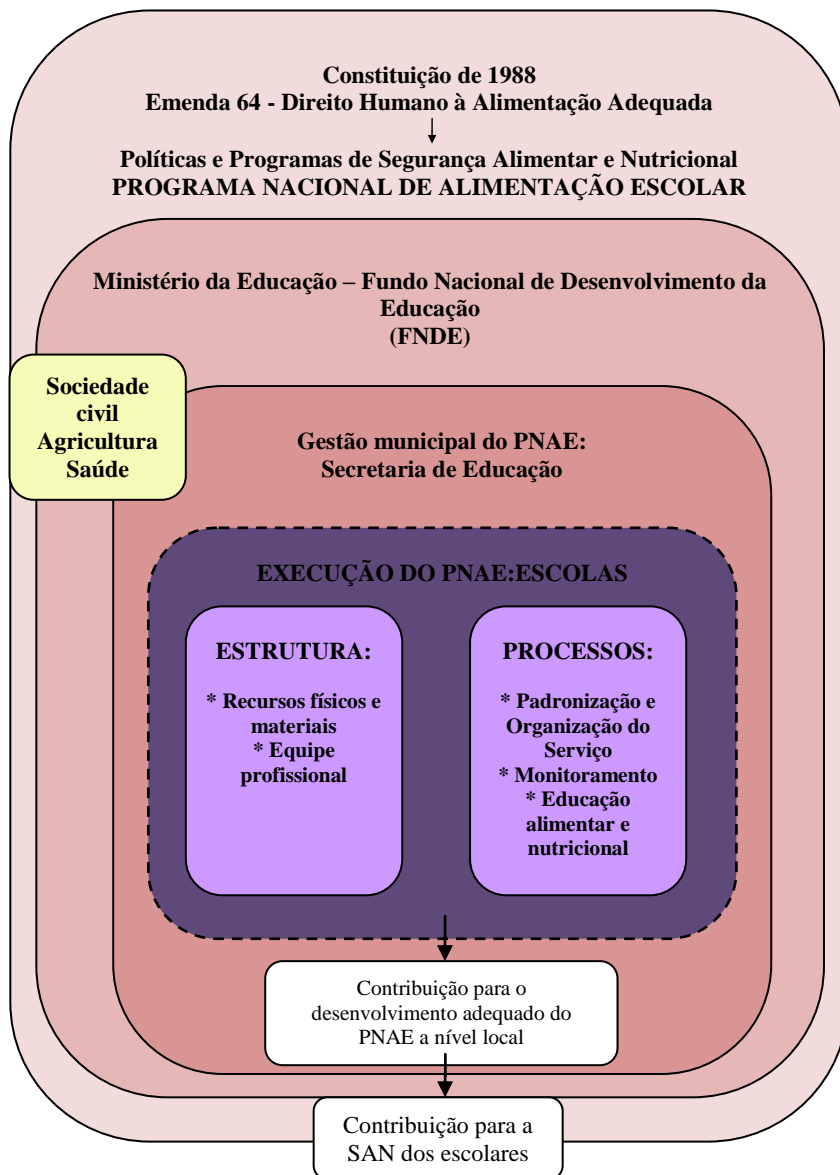 Constituição de 1988
Emenda 64 - Direito Humano à Alimentação Adequada
Políticas e Programas de Segurança Alimentar e Nutricional
PROGRAMA NACIONAL DE ALIMENTAÇÃO ESCOLAR
Ministério da Educação – Fundo Nacional de Desenvolvimento da
Educação
(FNDE)
Sociedade
civil
Agricultura
Saúde
Gestão municipal do PNAE:
Secretaria de Educação
EXECUÇÃO DO PNAE:ESCOLAS
ESTRUTURA:
* Recursos físicos e
materiais
* Equipe
profissional
PROCESSOS:
* Padronização e
Organização do
Serviço
* Monitoramento
* Educação
alimentar e
nutricional
Contribuição para o
desenvolvimento adequado do
PNAE a nível local
Contribuição para a
SAN dos escolares